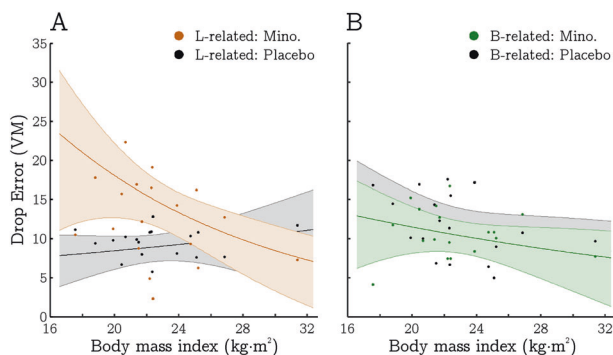 A
B
L-related: Mino.
L-related: Placebo
B-related: Mino.
B-related: Placebo
Drop Error (VM)
35
30
25
20
15
10
5
0
16 20 24 28 32
16 20 24 28 32
Body mass index (kg·m²)
Body mass index (kg·m²)